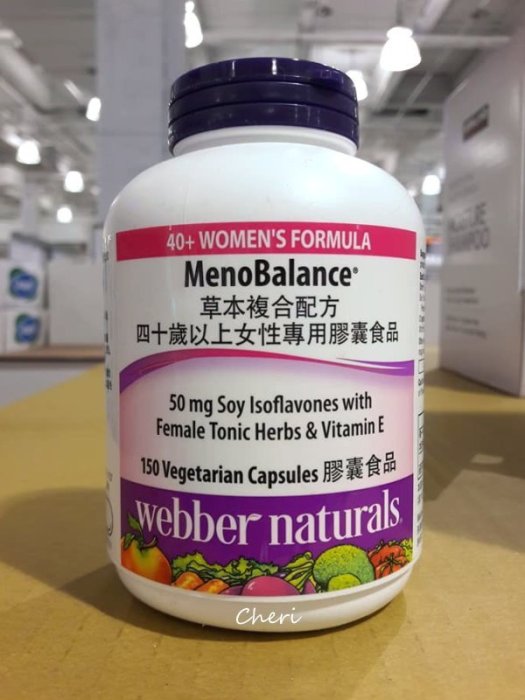 40+ WOMEN'S FORMULA
MenoBalance®
草本複合配方
四十歲以上女性專用膠囊食品
50 mg Soy Isoflavones with
Female Tonic Herbs & Vitamin E
150 Vegetarian Capsules 膠囊食品
webber naturals®
Cheri